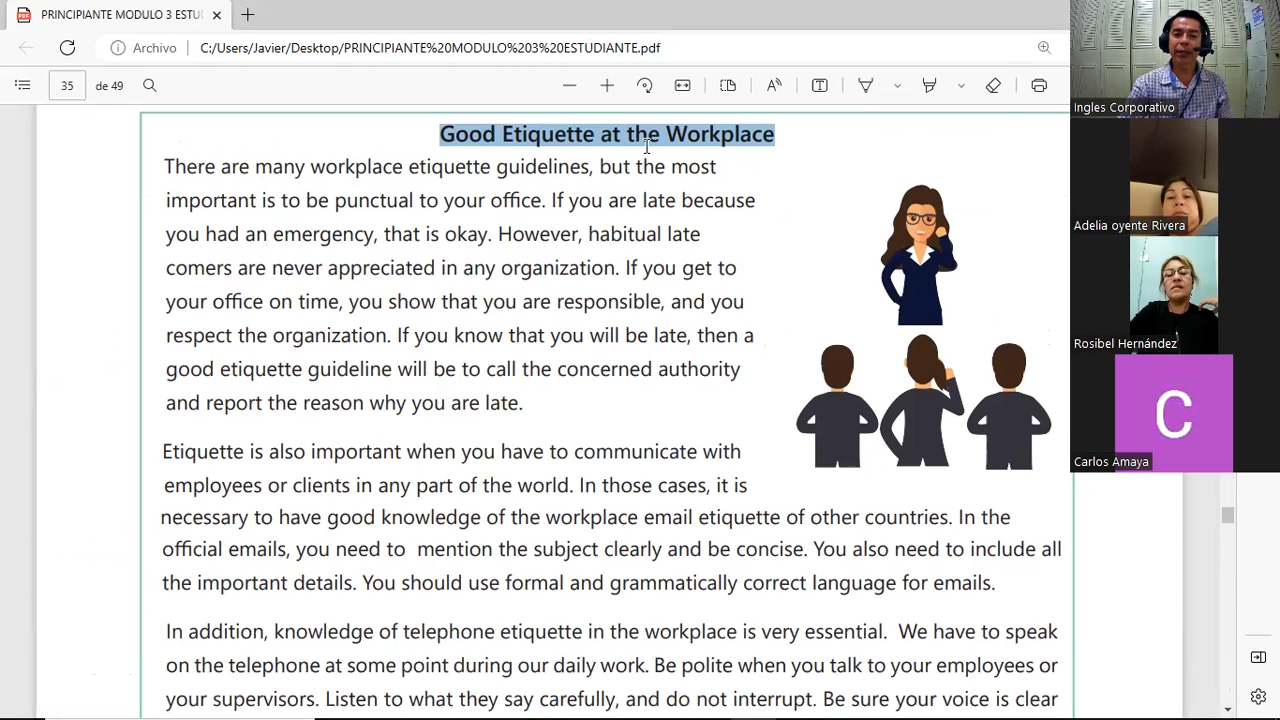 PRINCIPIANTE MODULO 3 ESTU
Archivo
C:/Users/Javier/Desktop/PRINCIPIANTE%20MODULO%203%20ESTUDIANTE.pdf
35 de 49
Good Etiquette at the Workplace
There are many workplace etiquette guidelines, but the most
important is to be punctual to your office. If you are late because
you had an emergency, that is okay. However, habitual late
comers are never appreciated in any organization. If you get to
your office on time, you show that you are responsible, and you
respect the organization. If you know that you will be late, then a
good etiquette guideline will be to call the concerned authority
and report the reason why you are late.
Etiquette is also important when you have to communicate with
employees or clients in any part of the world. In those cases, it is
necessary to have good knowledge of the workplace email etiquette of other countries. In the
official emails, you need to  mention the subject clearly and be concise. You also need to include all
the important details. You should use formal and grammatically correct language for emails.
In addition, knowledge of telephone etiquette in the workplace is very essential.  We have to speak
on the telephone at some point during our daily work. Be polite when you talk to your employees or
your supervisors. Listen to what they say carefully, and do not interrupt. Be sure your voice is clear
Ingles Corporativo
Adelia oyente Rivera
Rosibel Hernández
C
Carlos Amaya